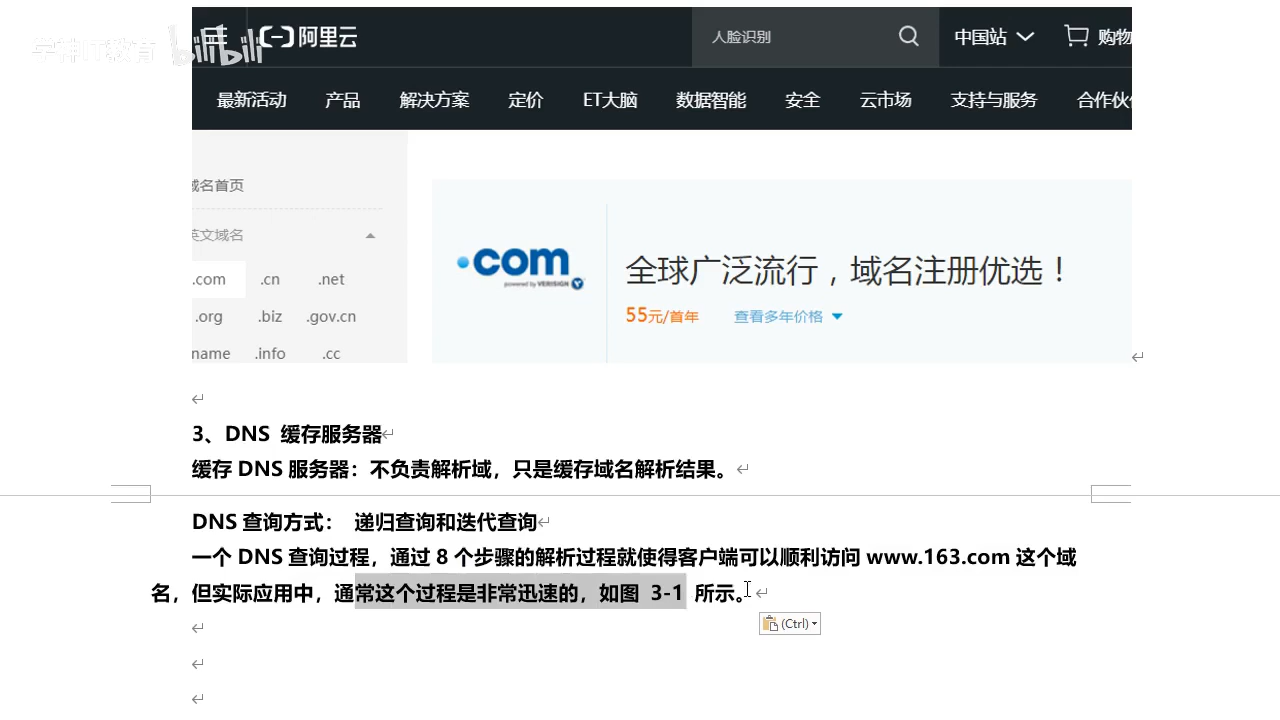 学神IT教育 bilibili
阿里云 人脸识别 中国站 购物
最新活动 产品 解决方案 定价 ET大脑 数据智能 安全 云市场 支持与服务 合作伙
域名首页
英文域名
.com .cn .net
.org .biz .gov.cn
name .info .cc
.com
powered by VERISIGN
全球广泛流行，域名注册优选！
55元/首年 查看多年价格
3、DNS 缓存服务器
缓存 DNS 服务器：不负责解析域，只是缓存域名解析结果。
DNS 查询方式： 递归查询和迭代查询
一个 DNS 查询过程，通过 8 个步骤的解析过程就使得客户端可以顺利访问 www.163.com 这个域
名，但实际应用中，通常这个过程是非常迅速的，如图 3-1 所示。
(Ctrl)